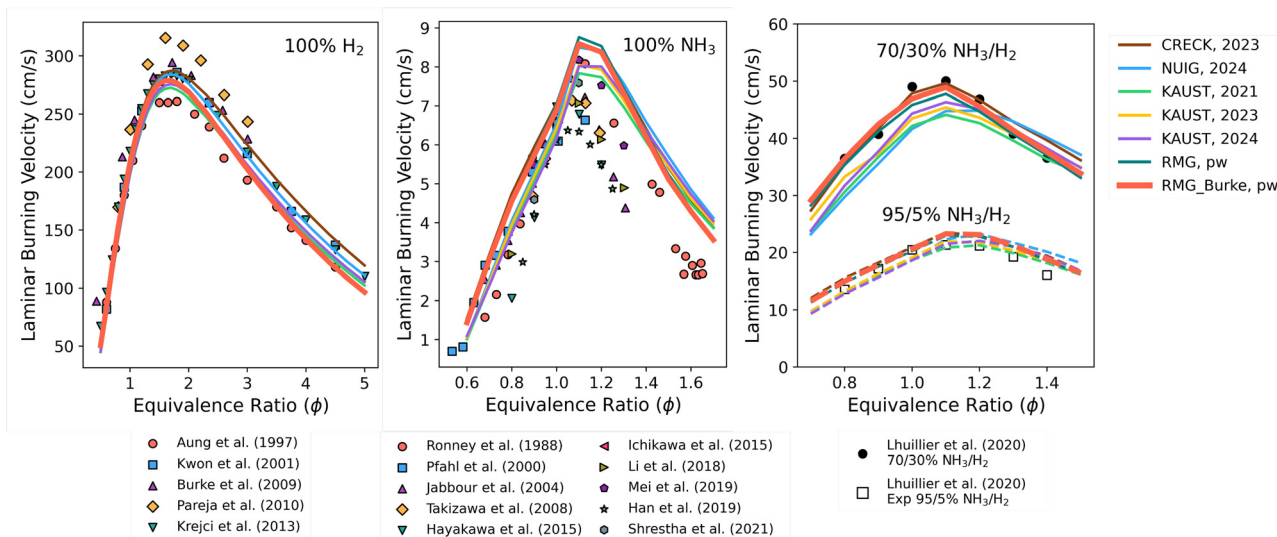 100% H₂
Laminar Burning Velocity (cm/s)
300
250
200
150
100
50
1
2
3
4
5
Equivalence Ratio (ϕ)
Aung et al. (1997)
Kwon et al. (2001)
Burke et al. (2009)
Pareja et al. (2010)
Krejci et al. (2013)
100% NH₃
Laminar Burning Velocity (cm/s)
9
8
7
6
5
4
3
2
1
0.6
0.8
1.0
1.2
1.4
1.6
Equivalence Ratio (ϕ)
Ronney et al. (1988)
Pfahl et al. (2000)
Jabbour et al. (2004)
Takizawa et al. (2008)
Hayakawa et al. (2015)
Ichikawa et al. (2015)
Li et al. (2018)
Mei et al. (2019)
Han et al. (2019)
Shrestha et al. (2021)
70/30% NH₃/H₂
95/5% NH₃/H₂
Laminar Burning Velocity (cm/s)
60
50
40
30
20
10
0
0.8
1.0
1.2
1.4
Equivalence Ratio (ϕ)
Lhuillier et al. (2020)
70/30% NH₃/H₂
Lhuillier et al. (2020)
Exp 95/5% NH₃/H₂
CRECK, 2023
NUIG, 2024
KAUST, 2021
KAUST, 2023
KAUST, 2024
RMG, pw
RMG_Burke, pw